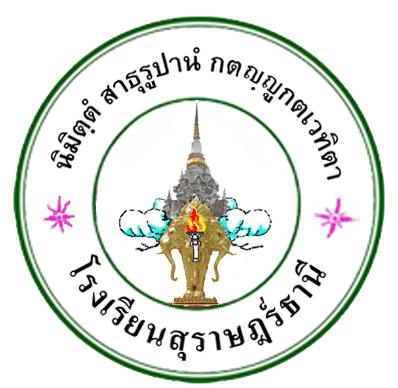 นิมิตฺตํ สาธุรูปานํ กตญฺญูกตเวทิตา
โรงเรียนสุราษฎร์ธานี